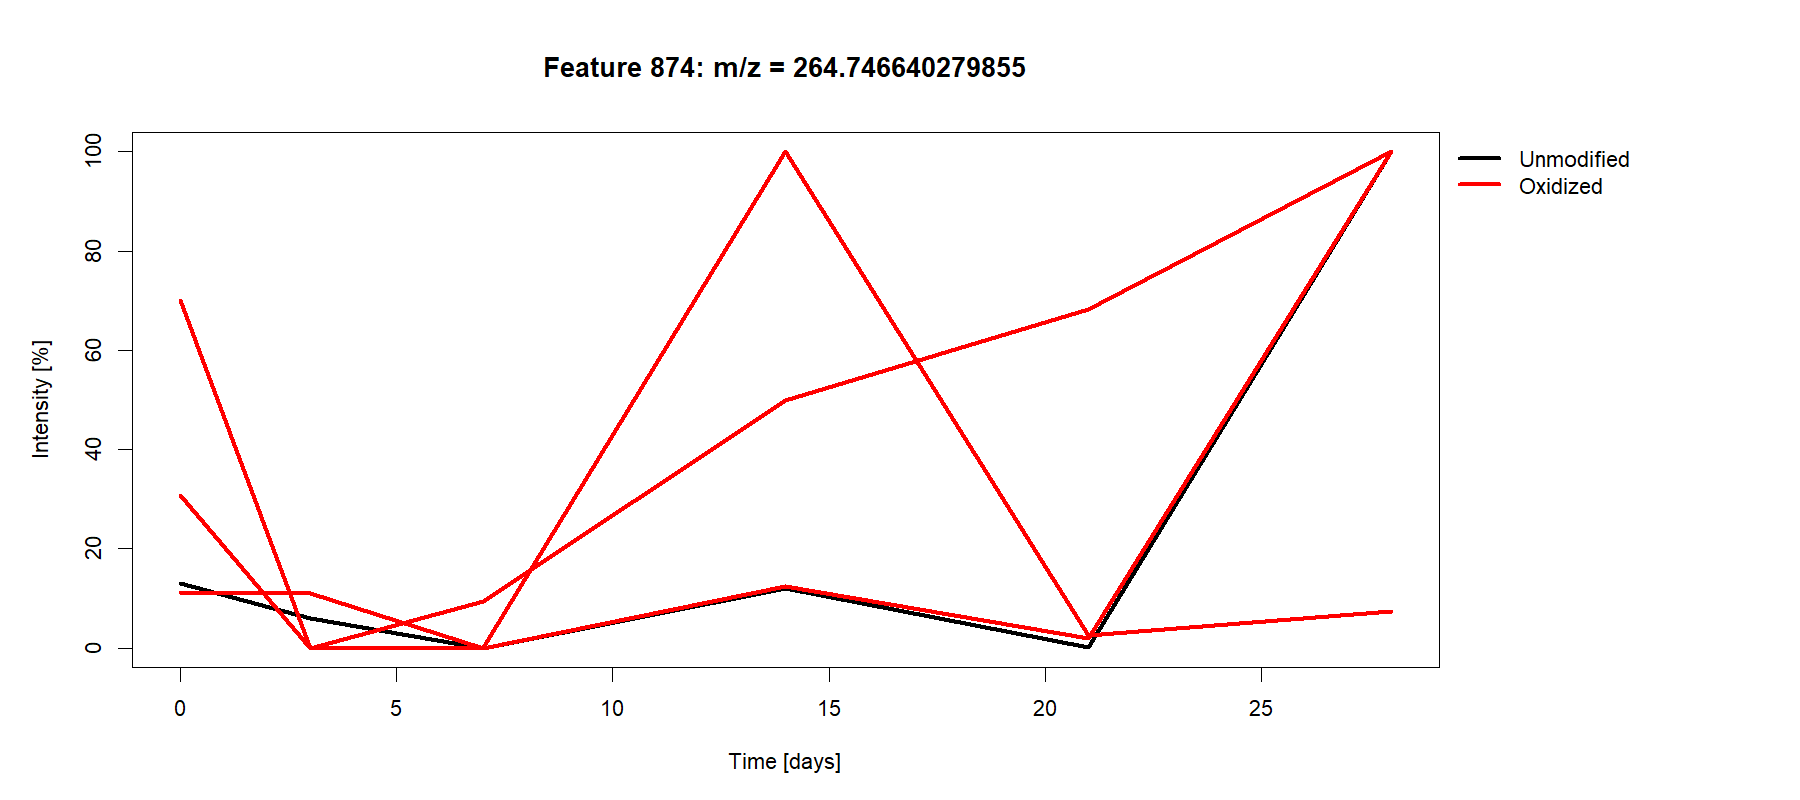 Feature 874: m/z = 264.746640279855
Unmodified
Oxidized
Intensity [%]
100
80
60
40
20
0
0 5 10 15 20 25
Time [days]